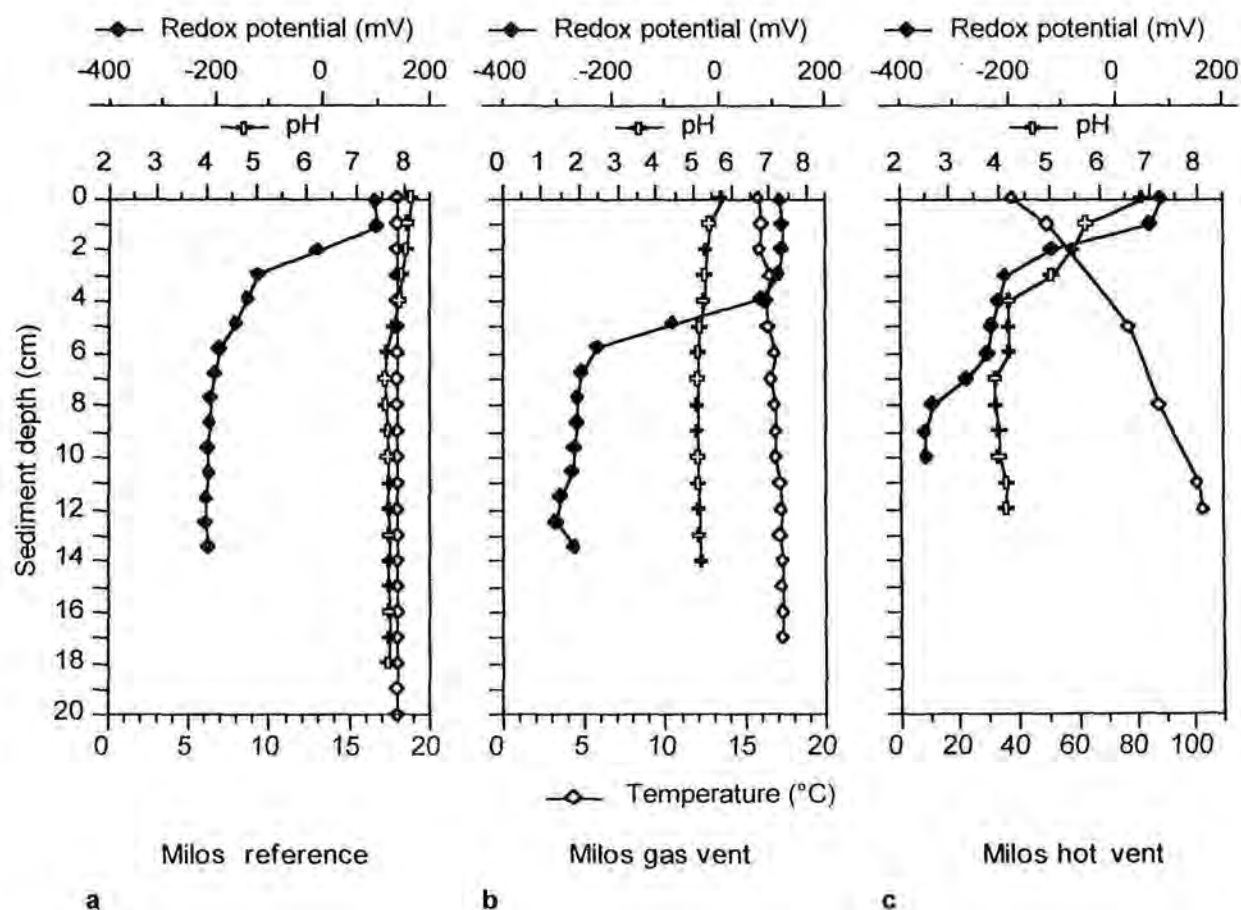 Redox potential (mV) Redox potential (mV) Redox potential (mV)
-400 -200 0 200 -400 -200 0 200 -400 -200 0 200
pH pH pH
2 3 4 5 6 7 8 0 1 2 3 4 5 6 7 8 2 3 4 5 6 7 8
0
2
4
6
8
10
12
14
16
18
20
Sediment depth (cm)
0 5 10 15 20 0 5 10 15 20 0 20 40 60 80 100
Temperature (°C)
Milos reference Milos gas vent Milos hot vent
a b c